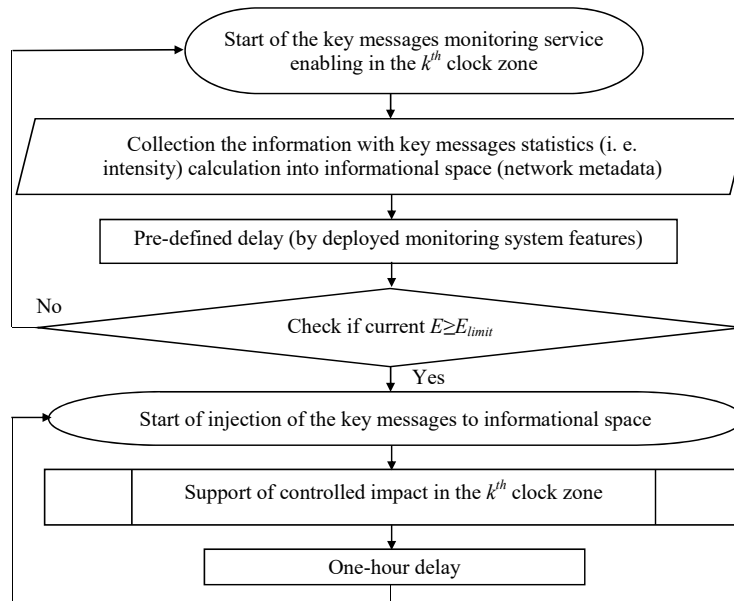 Start of the key messages monitoring service
enabling in the kth clock zone
Collection the information with key messages statistics (i. e.
intensity) calculation into informational space (network metadata)
Pre-defined delay (by deployed monitoring system features)
No
Check if current E≥Elimit
Yes
Start of injection of the key messages to informational space
Support of controlled impact in the kth clock zone
One-hour delay